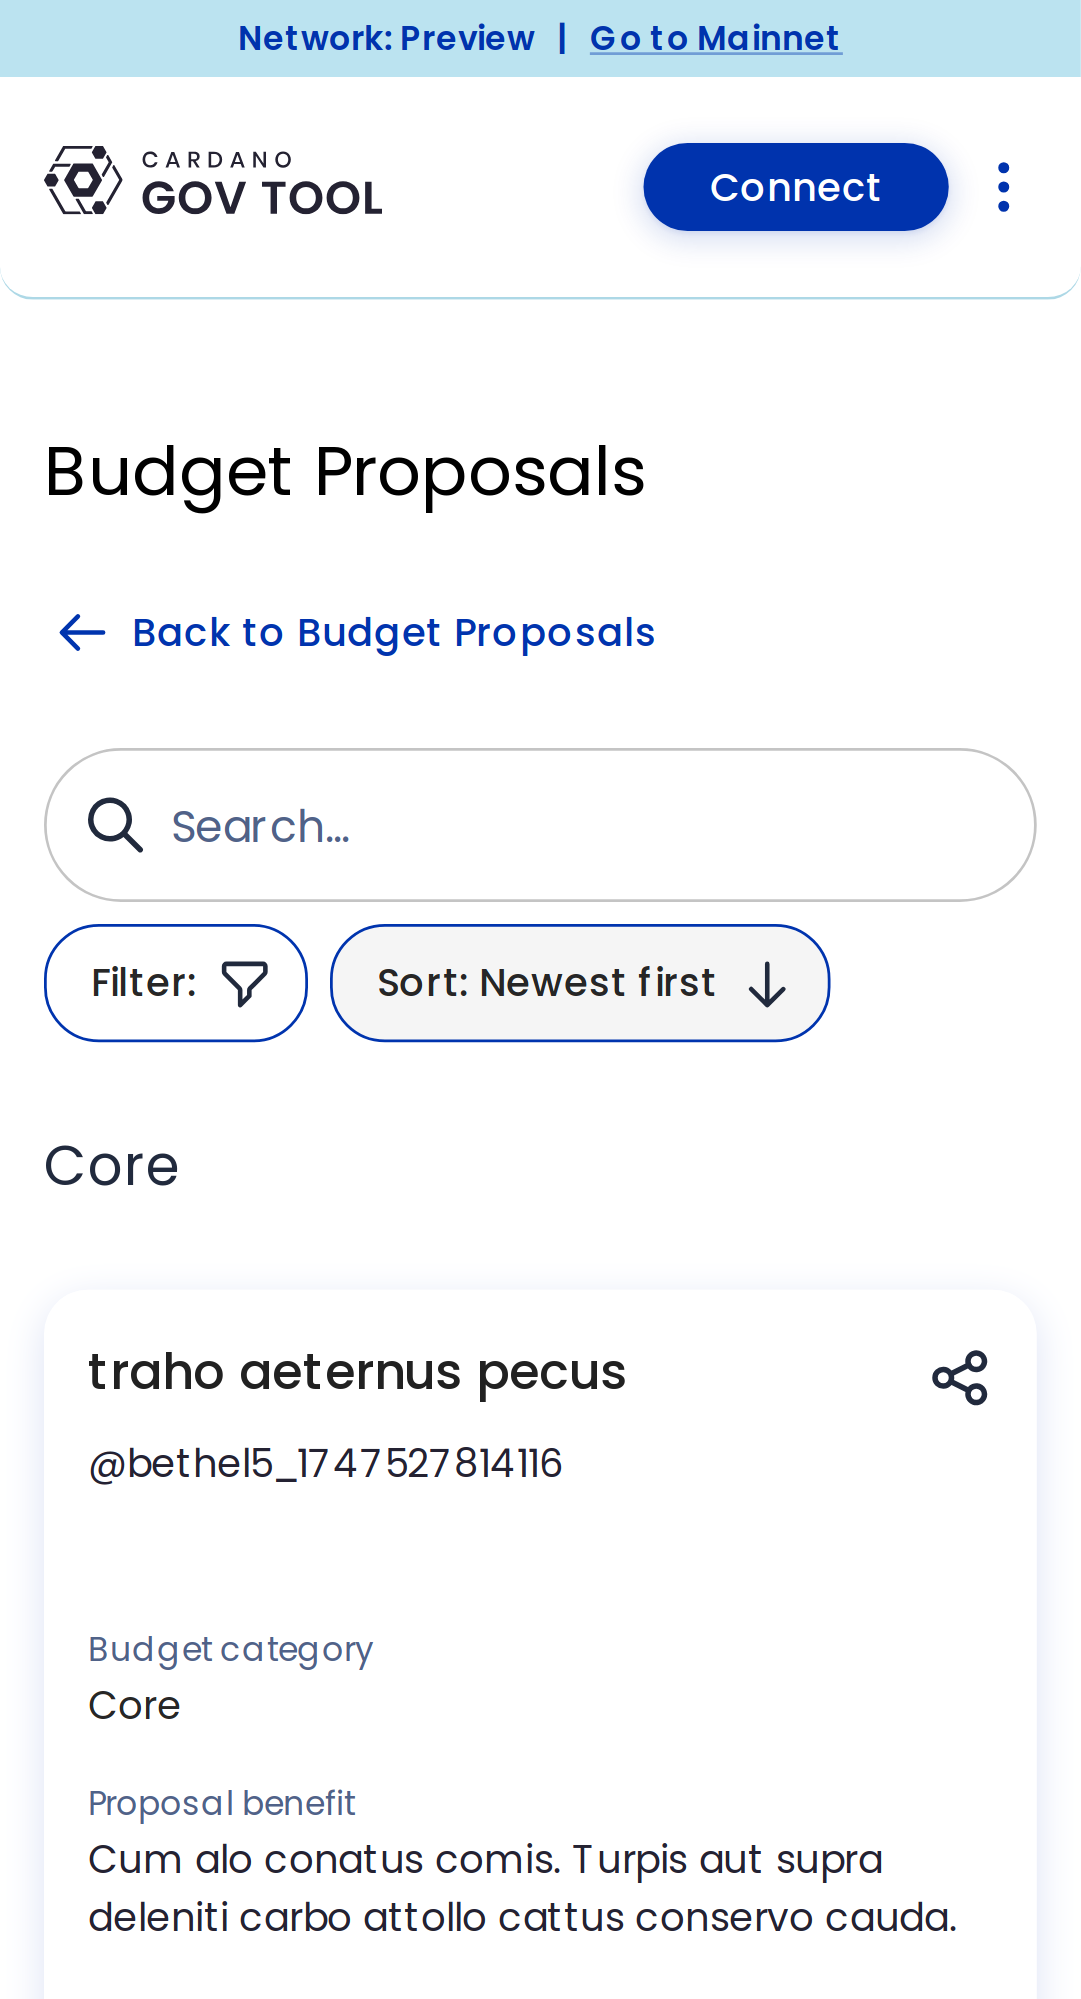 Network: Preview | Go to Mainnet
CARDANO
GOV TOOL
Connect
Budget Proposals
Back to Budget Proposals
Search...
Filter:
Sort: Newest first
Core
traho aeternus pecus
@bethel5_1747527814116
Budget category
Core
Proposal benefit
Cum alo conatus comis. Turpis aut supra
deleniti carbo attollo cattus conservo cauda.